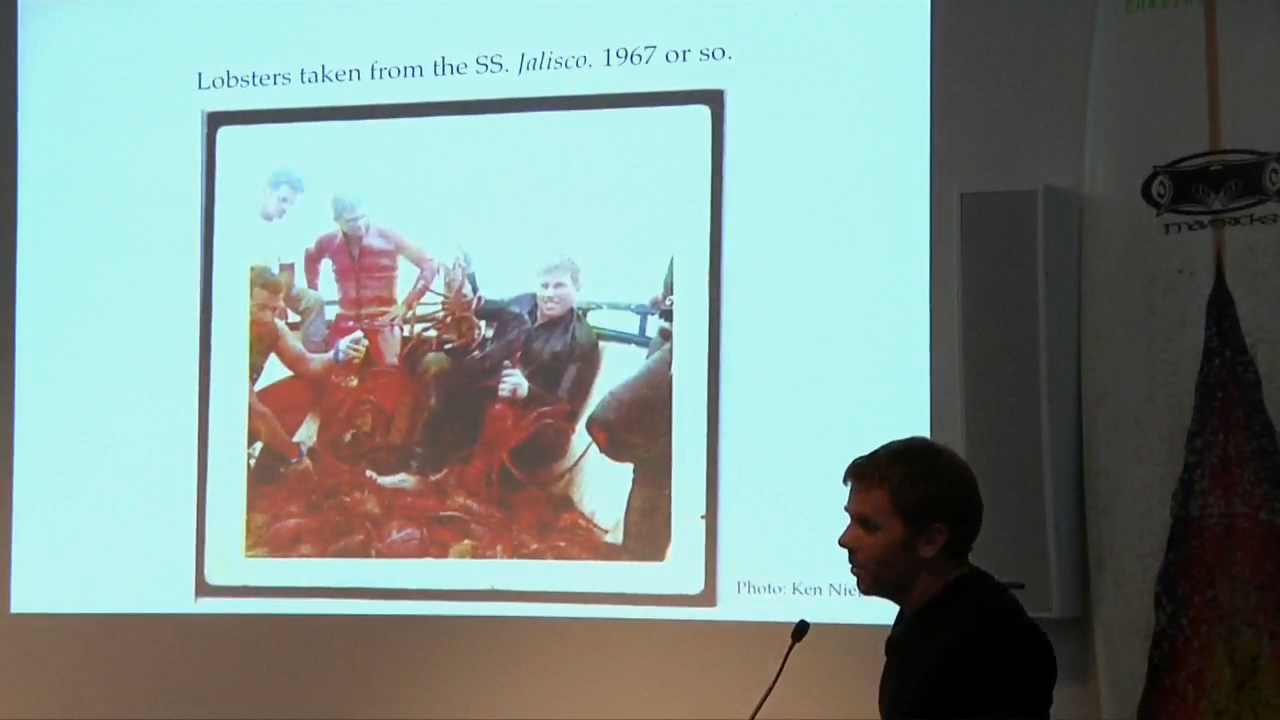 Lobsters taken from the SS. Jalisco. 1967 or so.
mavericks
Photo: Ken